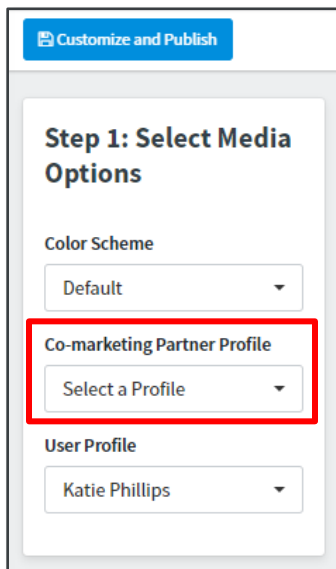 Customize and Publish
Step 1: Select Media
Options
Color Scheme
Default
Co-marketing Partner Profile
Select a Profile
User Profile
Katie Phillips